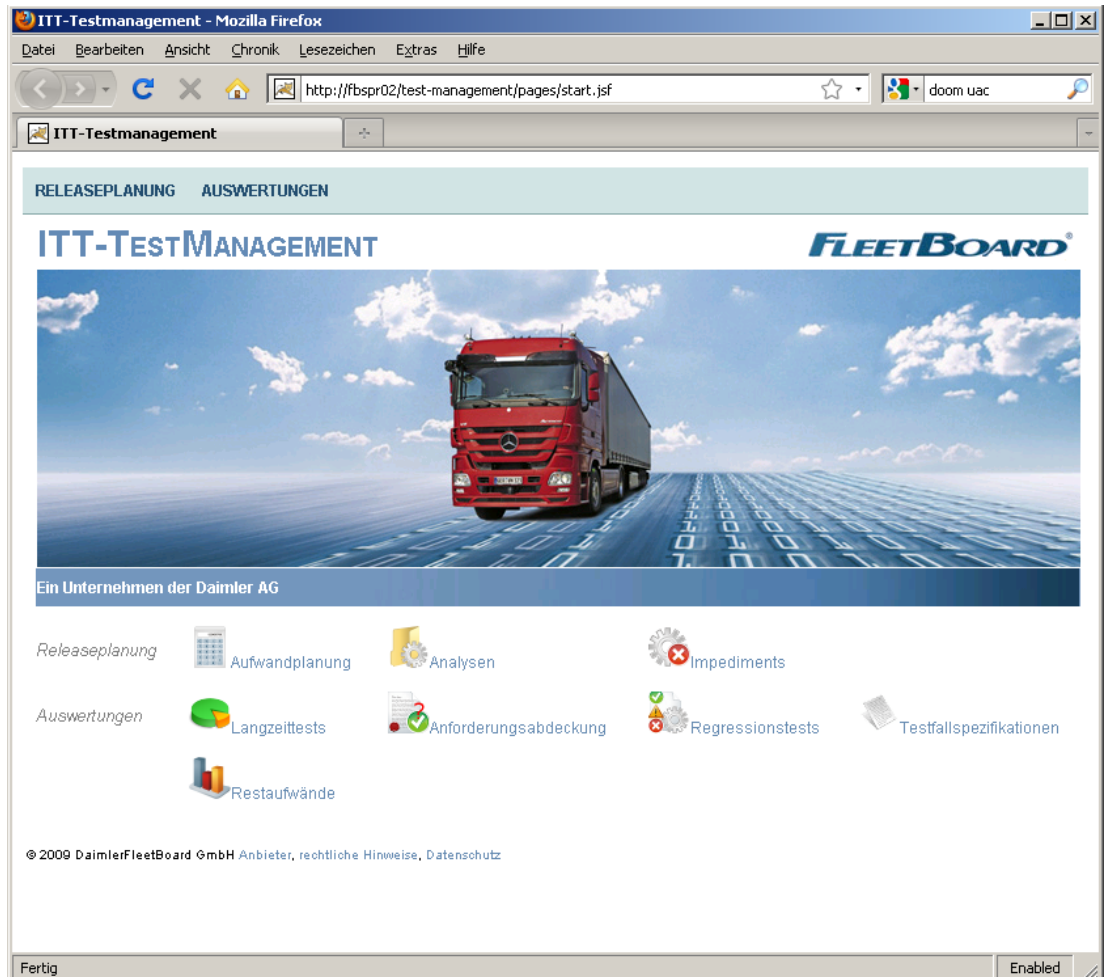 ITT-Testmanagement - Mozilla Firefox
Datei Bearbeiten Ansicht Chronik Lesezeichen Extras Hilfe
http://fbspr02/test-management/pages/start.jsf
doom uac
ITT-Testmanagement
RELEASEPLANUNG AUSWERTUNGEN
ITT-TESTMANAGEMENT
FLEETBOARD®
Ein Unternehmen der Daimler AG
Releaseplanung Aufwandplanung Analysen Impediments
Auswertungen Langzeittests Anforderungsabdeckung Regressionstests Testfallspezifikationen
Restaufwände
© 2009 DaimlerFleetBoard GmbH Anbieter, rechtliche Hinweise, Datenschutz
Fertig Enabled